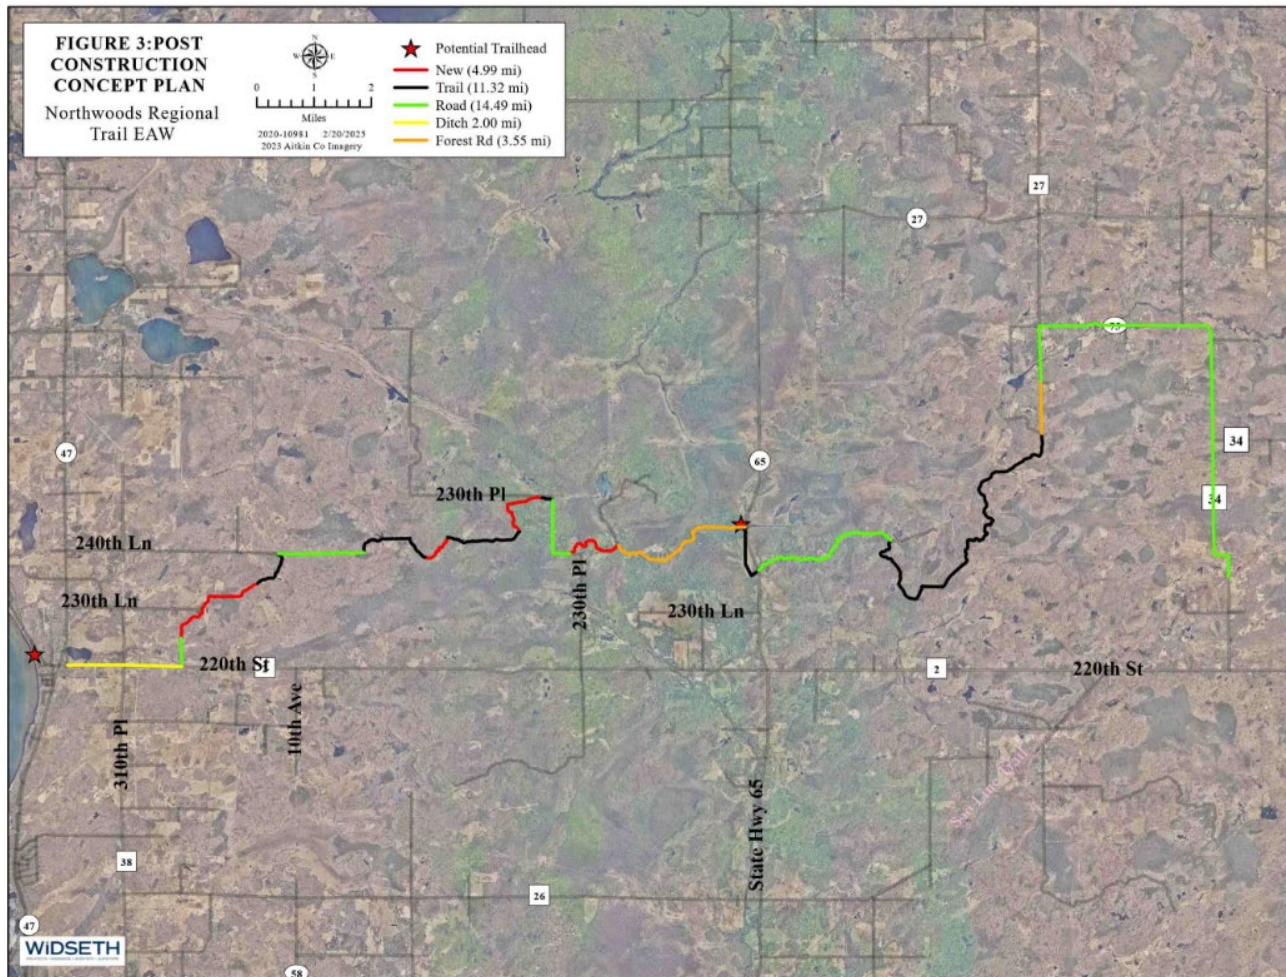 FIGURE 3:POST
CONSTRUCTION
CONCEPT PLAN
Northwoods Regional
Trail EAW
N
W E
S
0 1 2
Miles
2020-10981 2/20/2025
2023 Aitkin Co Imagery
Potential Trailhead
New (4.99 mi)
Trail (11.32 mi)
Road (14.49 mi)
Ditch 2.00 mi)
Forest Rd (3.55 mi)
27
27
73
47
65
34
34
230th Pl
240th Ln
230th Ln
230th Pl
230th Ln
220th St
2
220th St
10th Ave
310th Pl
State Hwy 65
38
26
47
58
WiDSETH